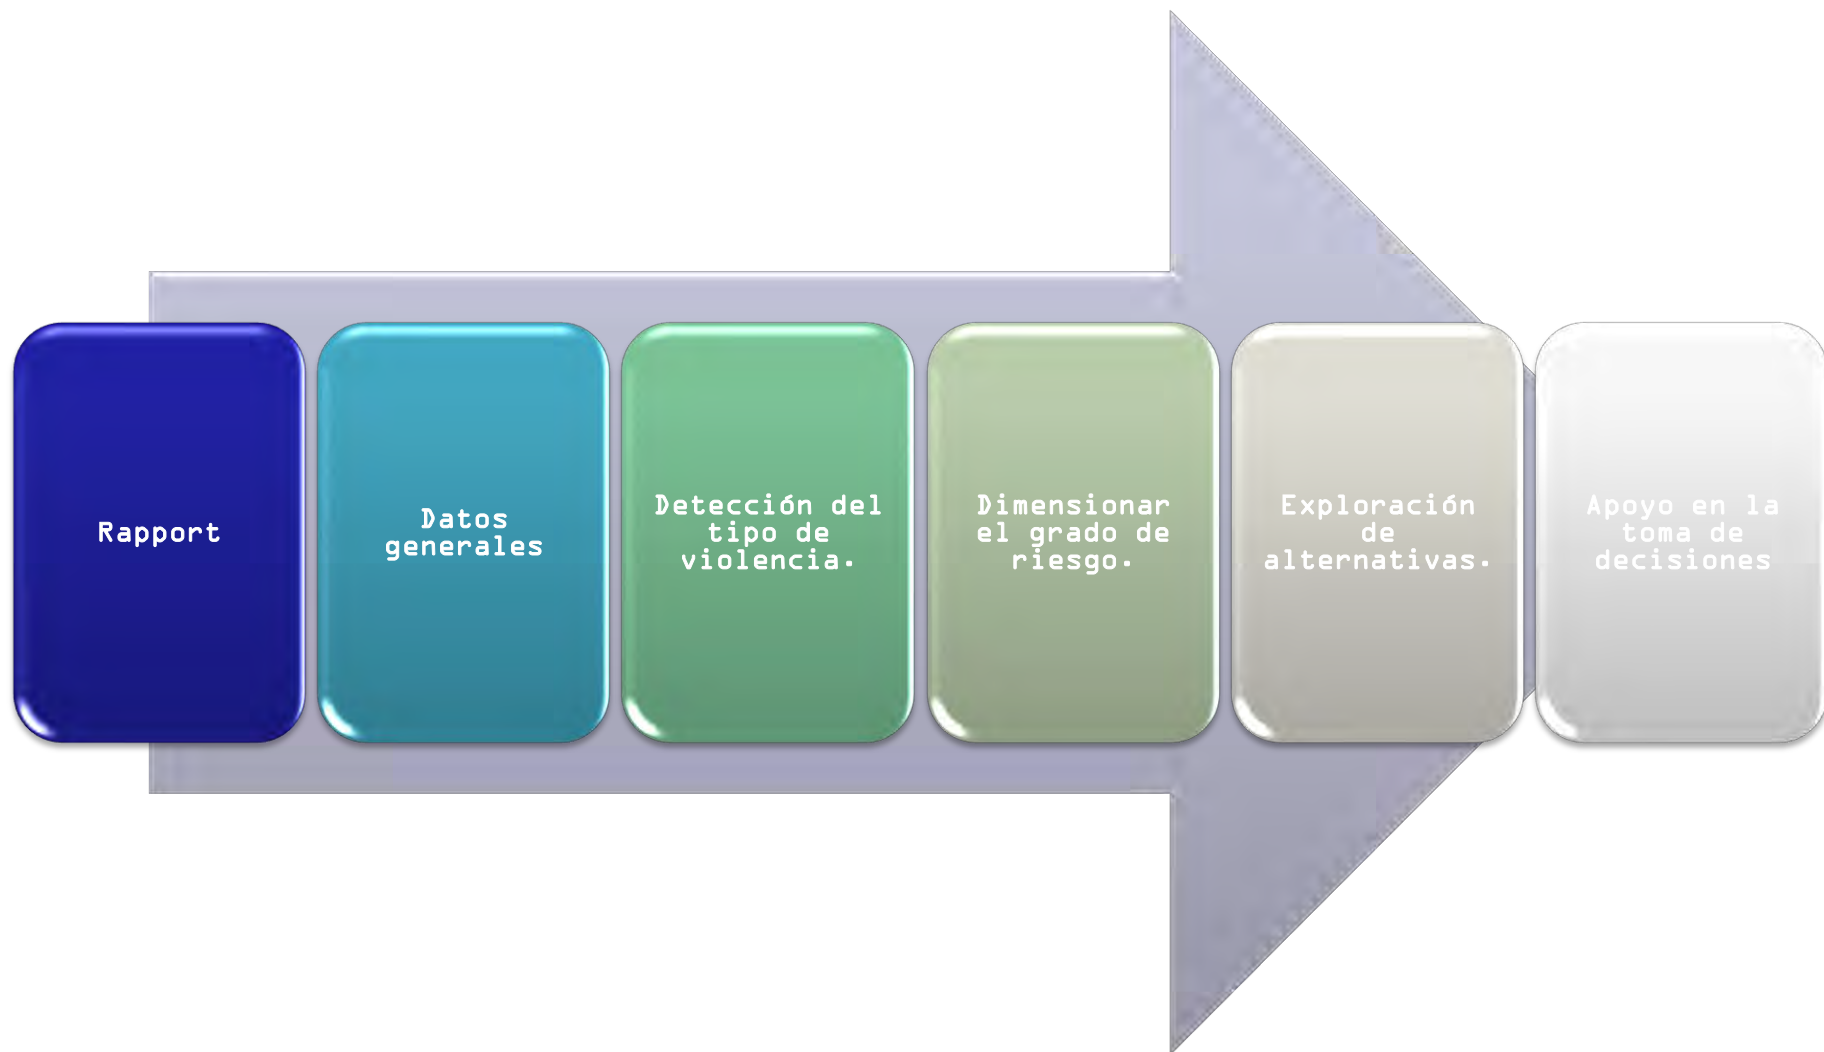 Rapport
Datos
generales
Detección del
tipo de
violencia.
Dimensionar
el grado de
riesgo.
Exploración
de
alternativas.
Apoyo en la
toma de
decisiones